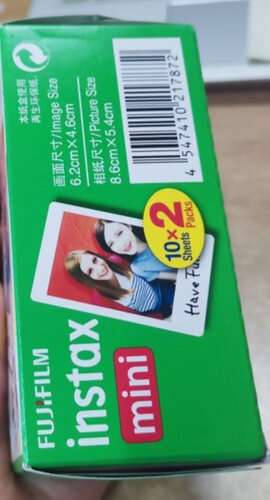 FUJIFILM
instax
mini
10×2
Sheets Packs
Have Fu
画面尺寸/Image Size
6.2cm×4.6cm
相纸尺寸/Picture Size
8.6cm×5.4cm
本纸盒使用
再生环保纸
4 547410 217872